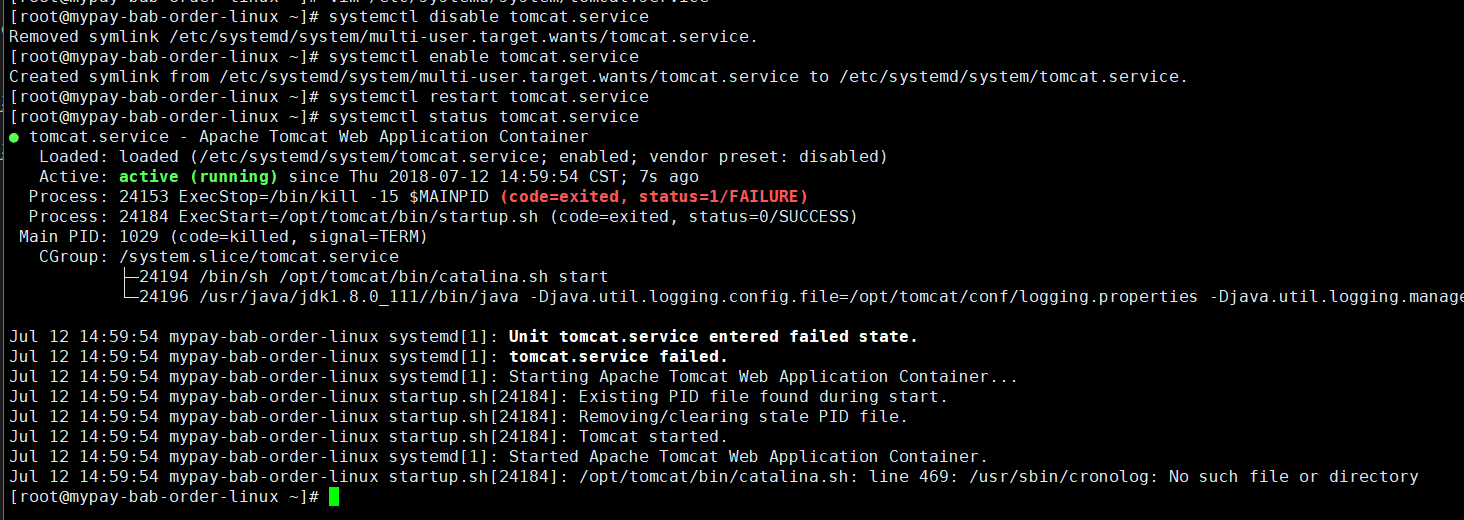 [root@mypay-bab-order-linux ~]# vim /etc/systemd/system/tomcat.service
[root@mypay-bab-order-linux ~]# systemctl disable tomcat.service
Removed symlink /etc/systemd/system/multi-user.target.wants/tomcat.service.
[root@mypay-bab-order-linux ~]# systemctl enable tomcat.service
Created symlink from /etc/systemd/system/multi-user.target.wants/tomcat.service to /etc/systemd/system/tomcat.service.
[root@mypay-bab-order-linux ~]# systemctl restart tomcat.service
[root@mypay-bab-order-linux ~]# systemctl status tomcat.service
● tomcat.service - Apache Tomcat Web Application Container
Loaded: loaded (/etc/systemd/system/tomcat.service; enabled; vendor preset: disabled)
Active: active (running) since Thu 2018-07-12 14:59:54 CST; 7s ago
Process: 24153 ExecStop=/bin/kill -15 $MAINPID (code=exited, status=1/FAILURE)
Process: 24184 ExecStart=/opt/tomcat/bin/startup.sh (code=exited, status=0/SUCCESS)
Main PID: 1029 (code=killed, signal=TERM)
CGroup: /system.slice/tomcat.service
├─24194 /bin/sh /opt/tomcat/bin/catalina.sh start
└─24196 /usr/java/jdk1.8.0_111//bin/java -Djava.util.logging.config.file=/opt/tomcat/conf/logging.properties -Djava.util.logging.manage
Jul 12 14:59:54 mypay-bab-order-linux systemd[1]: Unit tomcat.service entered failed state.
Jul 12 14:59:54 mypay-bab-order-linux systemd[1]: tomcat.service failed.
Jul 12 14:59:54 mypay-bab-order-linux systemd[1]: Starting Apache Tomcat Web Application Container...
Jul 12 14:59:54 mypay-bab-order-linux startup.sh[24184]: Existing PID file found during start.
Jul 12 14:59:54 mypay-bab-order-linux startup.sh[24184]: Removing/clearing stale PID file.
Jul 12 14:59:54 mypay-bab-order-linux startup.sh[24184]: Tomcat started.
Jul 12 14:59:54 mypay-bab-order-linux systemd[1]: Started Apache Tomcat Web Application Container.
Jul 12 14:59:54 mypay-bab-order-linux startup.sh[24184]: /opt/tomcat/bin/catalina.sh: line 469: /usr/sbin/cronolog: No such file or directory
[root@mypay-bab-order-linux ~]#